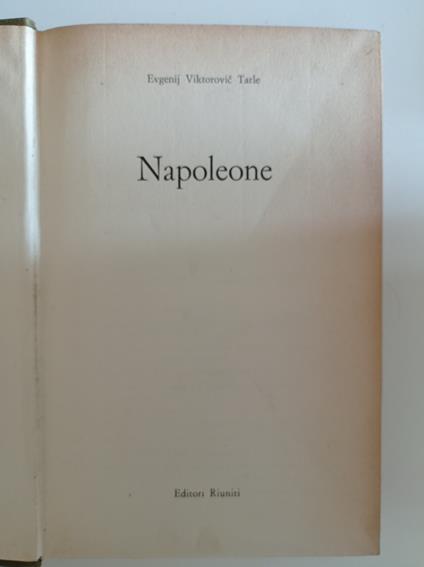 Evgenij Viktorovič Tarle
Napoleone
Editori Riuniti